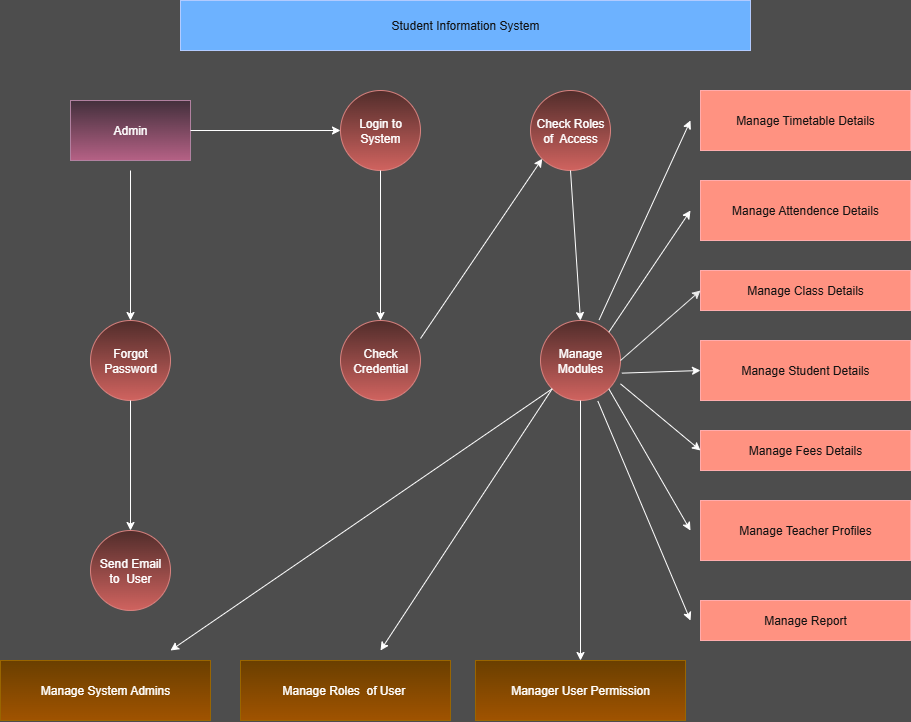 Student Information System
Admin
Login to
System
Check Roles
of Access
Manage Timetable Details
Manage Attendence Details
Manage Class Details
Forgot
Password
Check
Credential
Manage
Modules
Manage Student Details
Manage Fees Details
Manage Teacher Profiles
Send Email
to User
Manage Report
Manage System Admins
Manage Roles of User
Manager User Permission